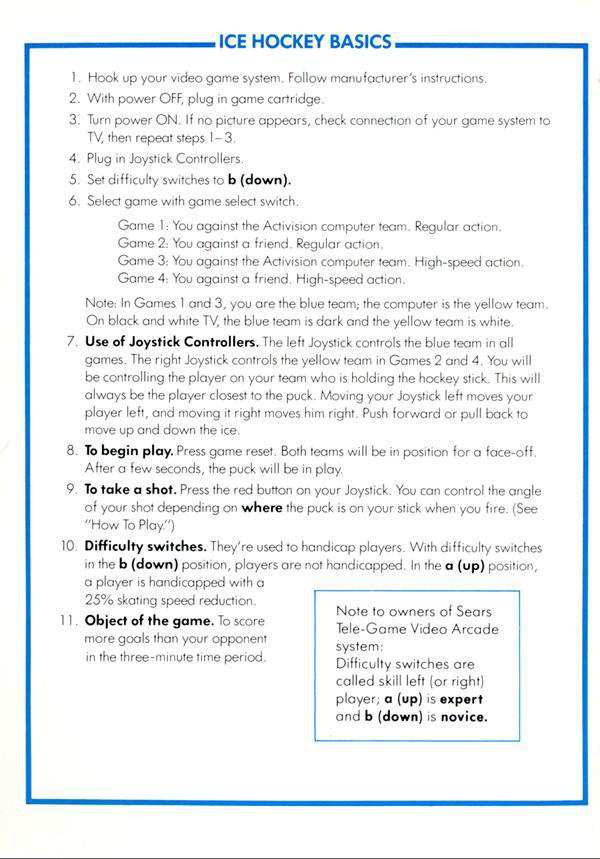 ICE HOCKEY BASICS
1. Hook up your video game system. Follow manufacturer's instructions.
2. With power OFF, plug in game cartridge.
3. Turn power ON. If no picture appears, check connection of your game system to
TV, then repeat steps 1–3.
4. Plug in Joystick Controllers.
5. Set difficulty switches to b (down).
6. Select game with game select switch.
Game 1: You against the Activision computer team. Regular action.
Game 2: You against a friend. Regular action.
Game 3: You against the Activision computer team. High-speed action.
Game 4: You against a friend. High-speed action.
Note: In Games 1 and 3, you are the blue team; the computer is the yellow team.
On black and white TV, the blue team is dark and the yellow team is white.
7. Use of Joystick Controllers. The left Joystick controls the blue team in all
games. The right Joystick controls the yellow team in Games 2 and 4. You will
be controlling the player on your team who is holding the hockey stick. This will
always be the player closest to the puck. Moving your Joystick left moves your
player left, and moving it right moves him right. Push forward or pull back to
move up and down the ice.
8. To begin play. Press game reset. Both teams will be in position for a face-off.
After a few seconds, the puck will be in play.
9. To take a shot. Press the red button on your Joystick. You can control the angle
of your shot depending on where the puck is on your stick when you fire. (See
"How To Play.")
10. Difficulty switches. They're used to handicap players. With difficulty switches
in the b (down) position, players are not handicapped. In the a (up) position,
a player is handicapped with a
25% skating speed reduction.
11. Object of the game. To score
more goals than your opponent
in the three-minute time period.
Note to owners of Sears
Tele-Game Video Arcade
system:
Difficulty switches are
called skill left (or right)
player; a (up) is expert
and b (down) is novice.